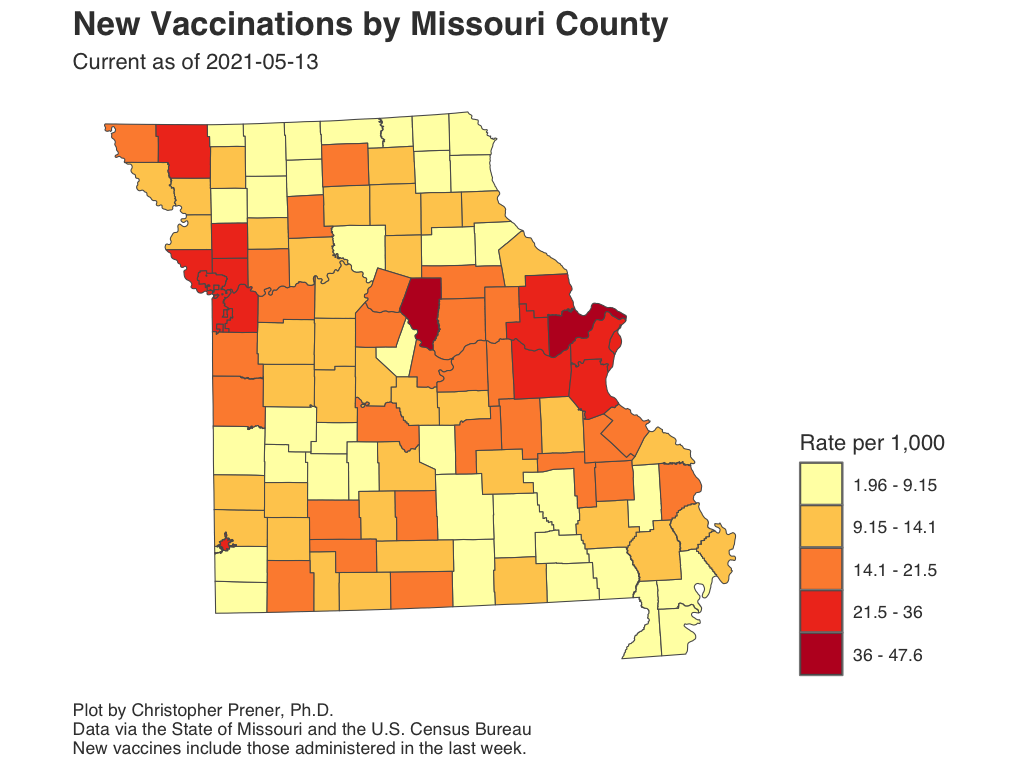 New Vaccinations by Missouri County
Current as of 2021-05-13
Rate per 1,000
1.96 - 9.15
9.15 - 14.1
14.1 - 21.5
21.5 - 36
36 - 47.6
Plot by Christopher Prener, Ph.D.
Data via the State of Missouri and the U.S. Census Bureau
New vaccines include those administered in the last week.